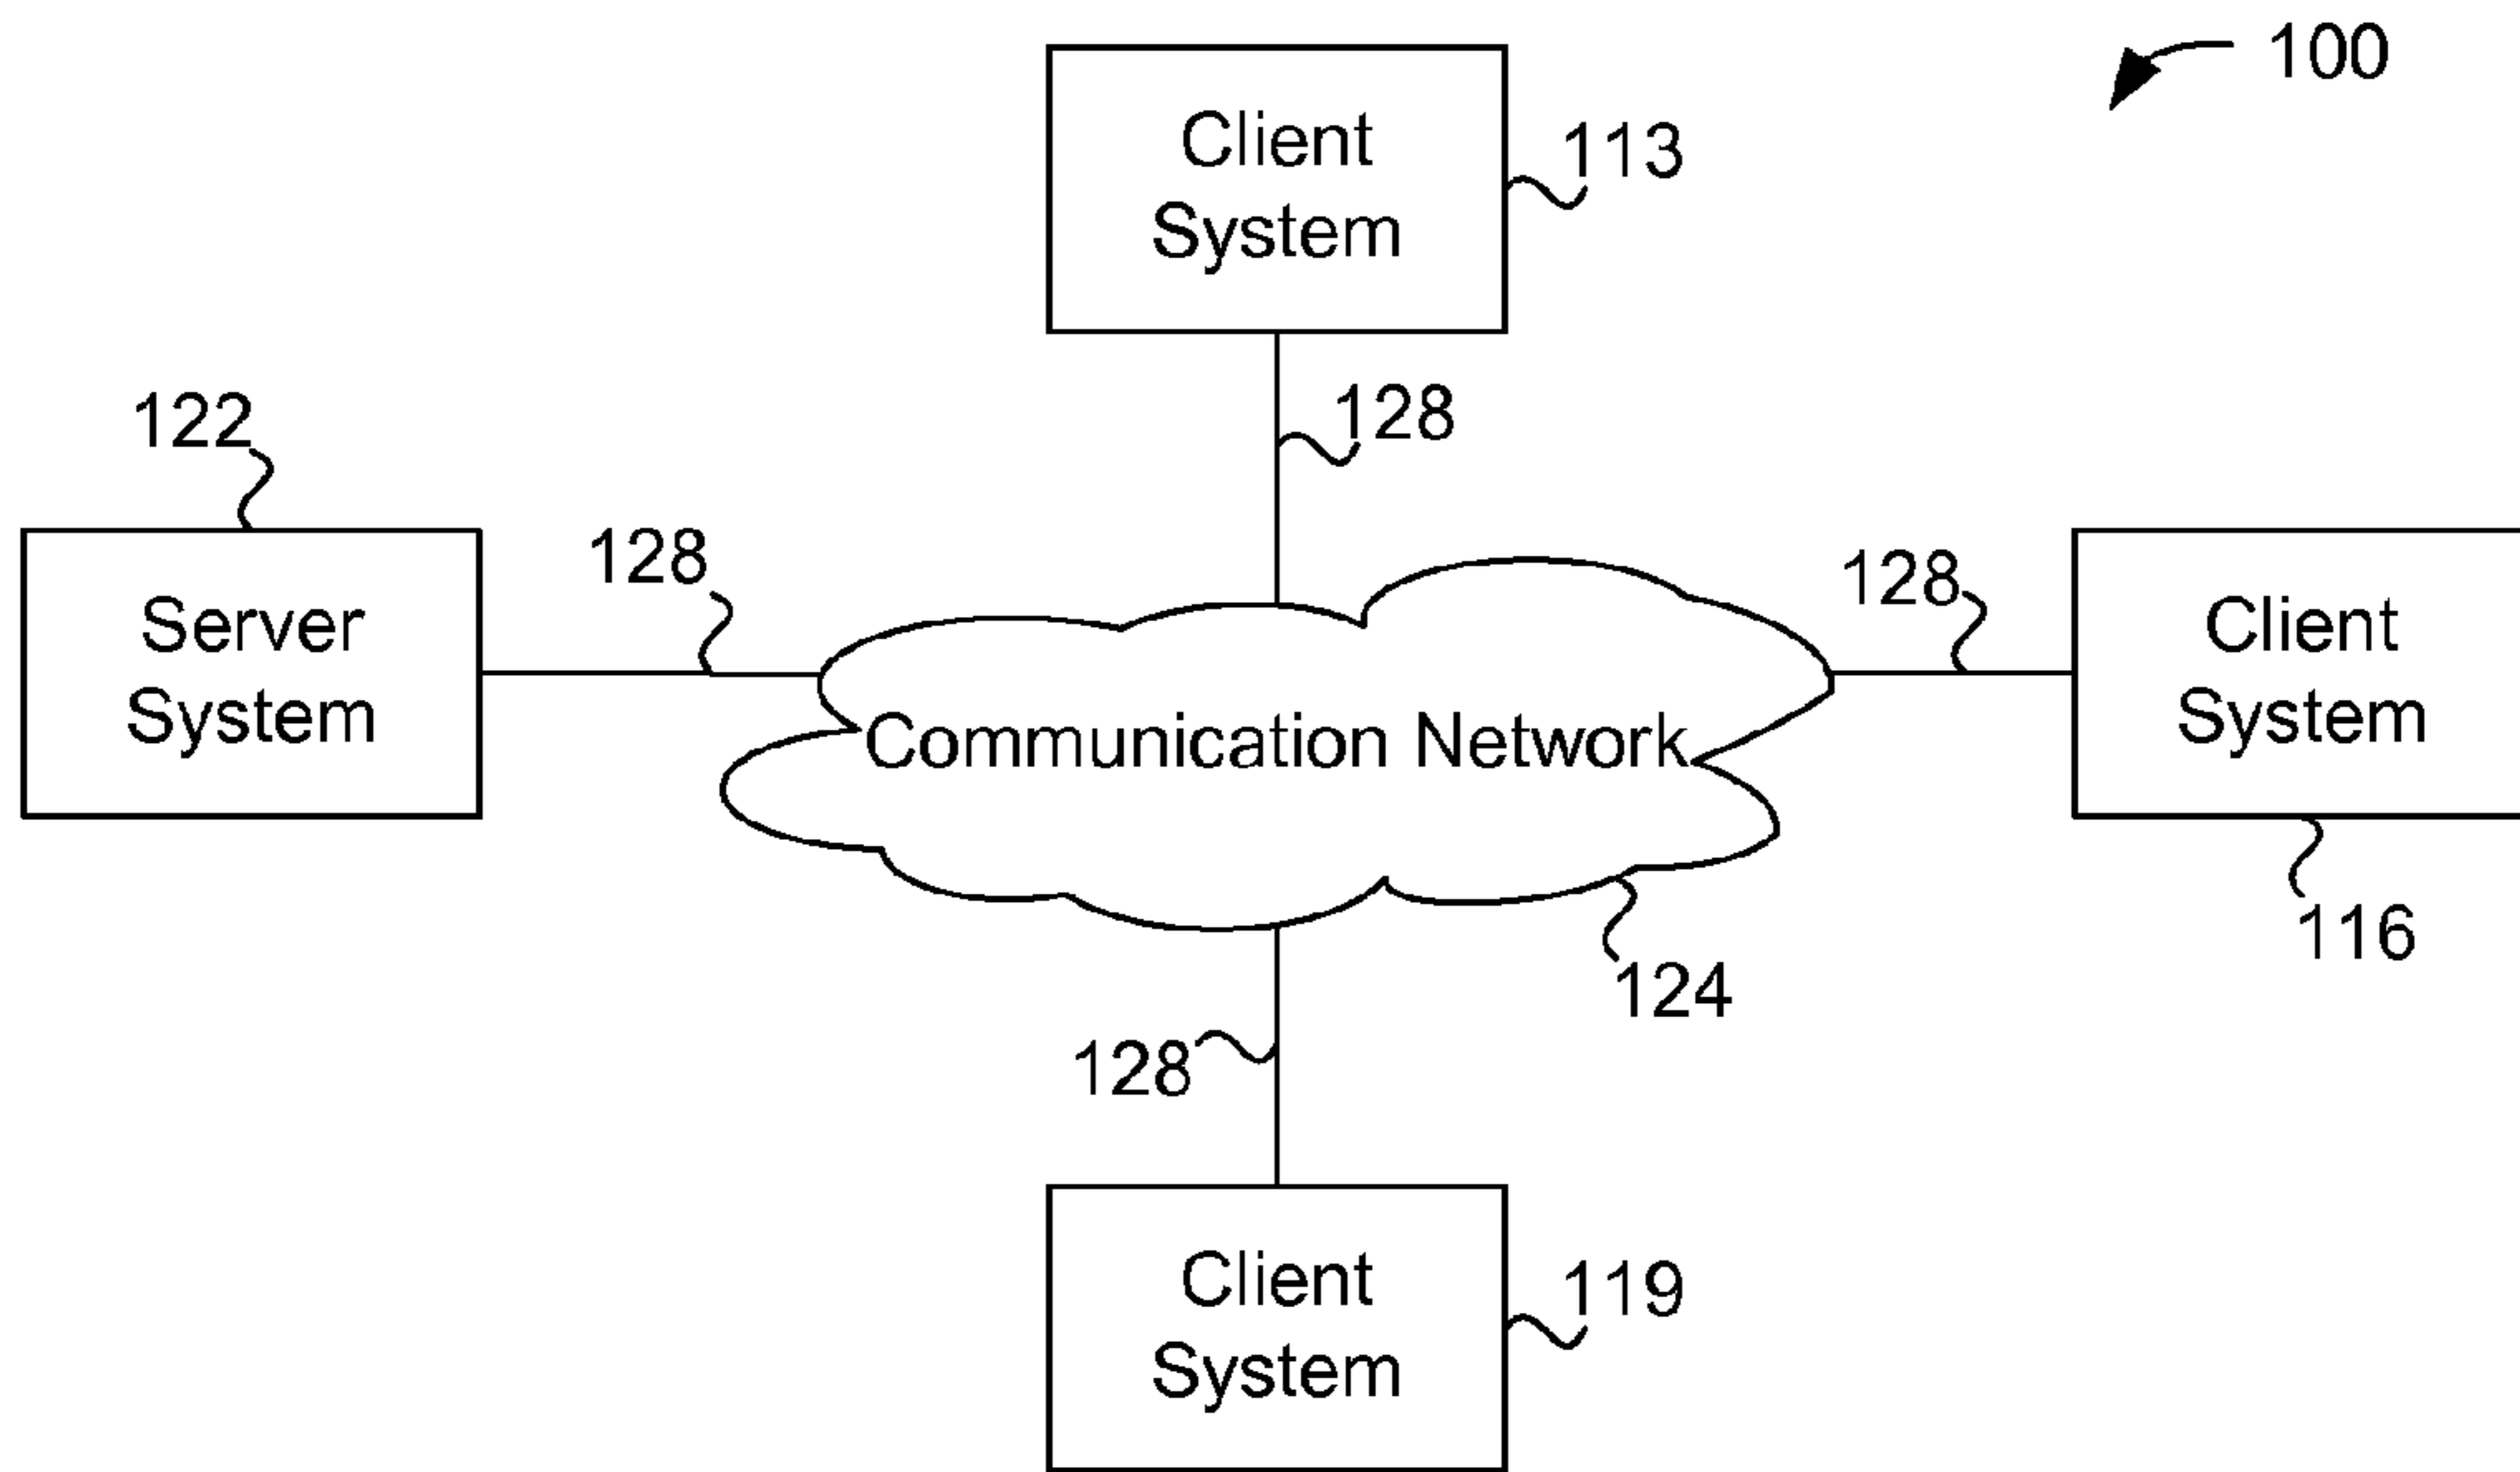 100
Client
System
113
128
122
Server
System
128
128
Client
System
Communication Network
116
124
128
Client
System
119